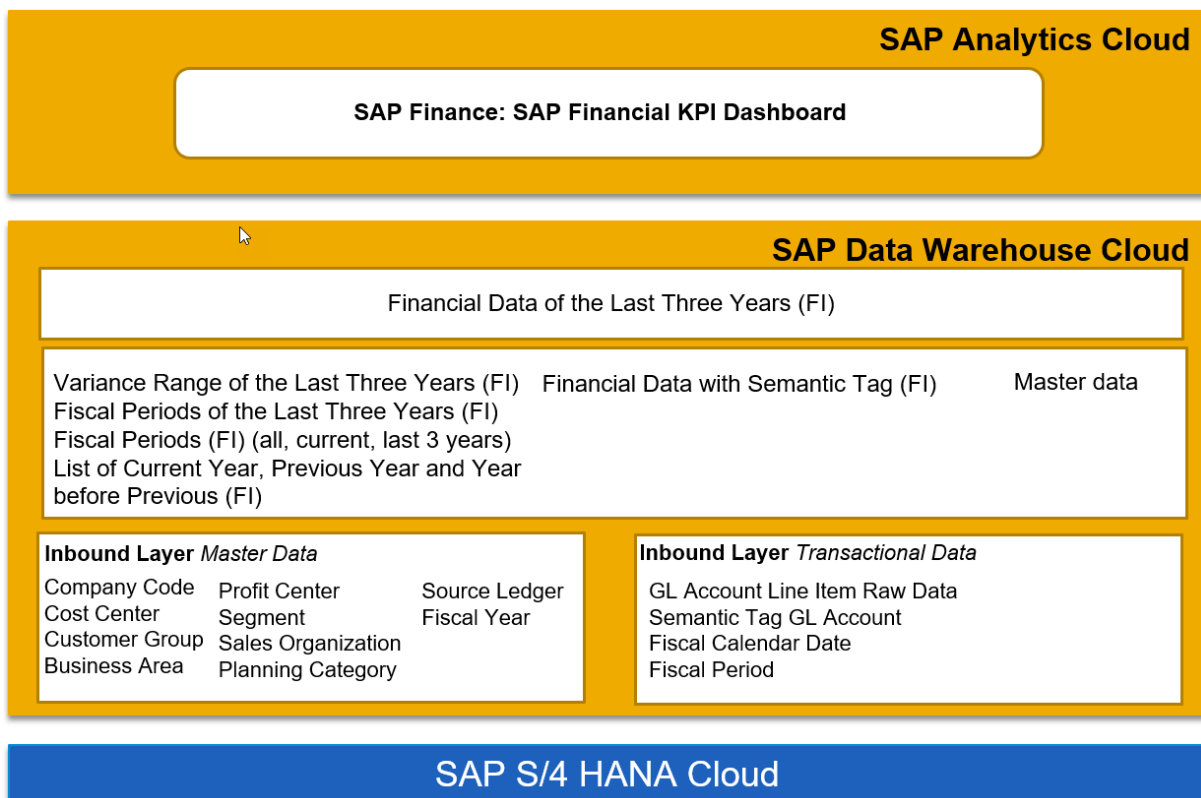 SAP Analytics Cloud
SAP Finance: SAP Financial KPI Dashboard
SAP Data Warehouse Cloud
Financial Data of the Last Three Years (FI)
Variance Range of the Last Three Years (FI)
Fiscal Periods of the Last Three Years (FI)
Fiscal Periods (FI) (all, current, last 3 years)
List of Current Year, Previous Year and Year
before Previous (FI)
Financial Data with Semantic Tag (FI)
Master data
Inbound Layer Master Data
Company Code
Cost Center
Customer Group
Business Area
Profit Center
Segment
Sales Organization
Planning Category
Source Ledger
Fiscal Year
Inbound Layer Transactional Data
GL Account Line Item Raw Data
Semantic Tag GL Account
Fiscal Calendar Date
Fiscal Period
SAP S/4 HANA Cloud